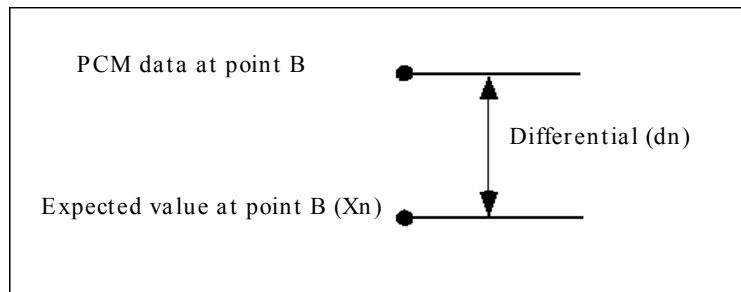 PCM data at point B
Differential (dn)
Expected value at point B (Xn)